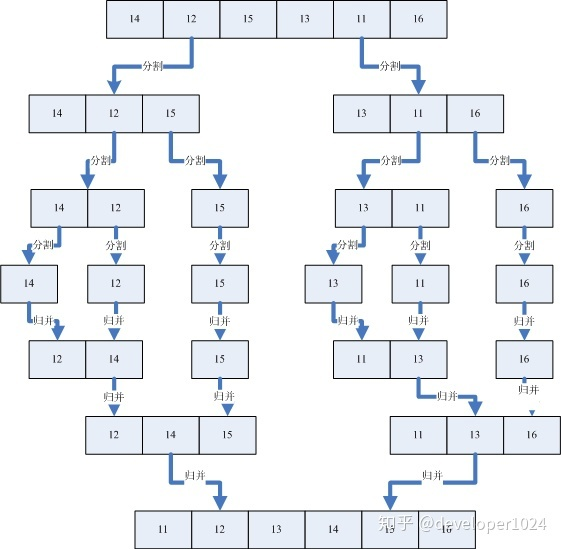 14 12 15 13 11 16
分割 分割
14 12 15 13 11 16
分割 分割 分割 分割
14 12 15 13 11 16
分割 分割 分割 分割 分割 分割
14 12 15 13 11 16
归并 归并 归并 归并 归并 归并
12 14 15 11 13 16
归并 归并 归并 归并
12 14 15 11 13 16
归并 归并
11 12 13 14 15 16
知乎 @developer1024